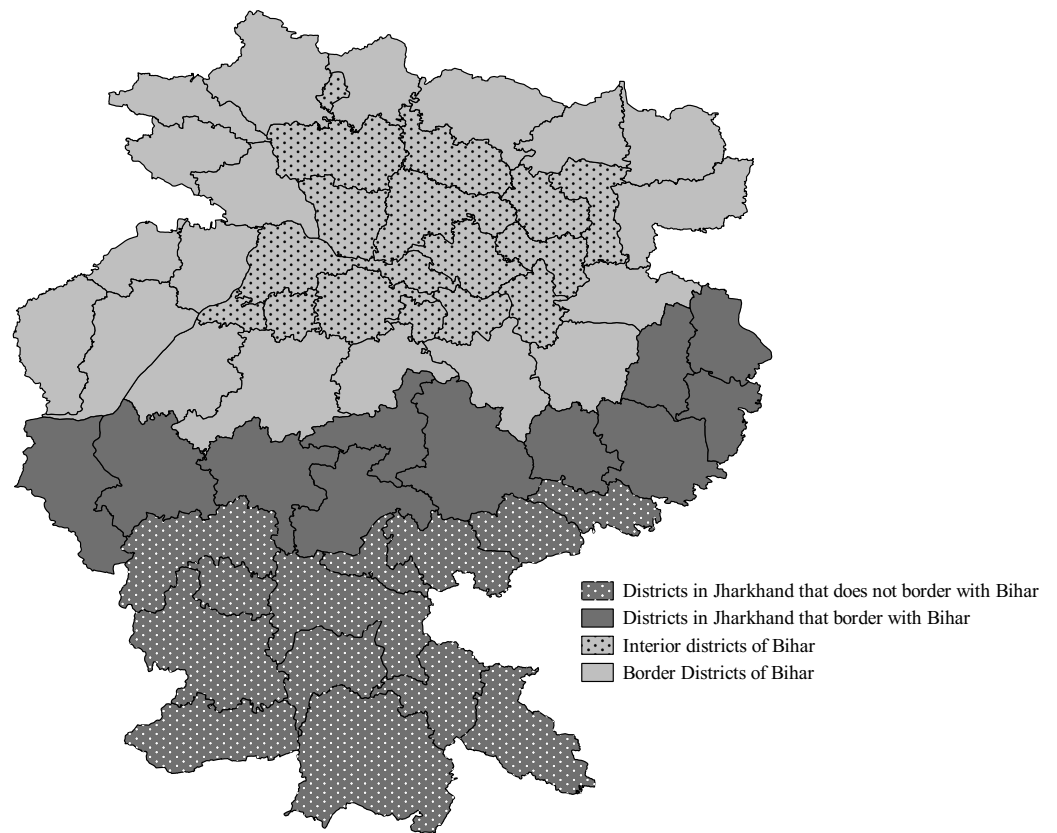 Districts in Jharkhand that does not border with Bihar
Districts in Jharkhand that border with Bihar
Interior districts of Bihar
Border Districts of Bihar